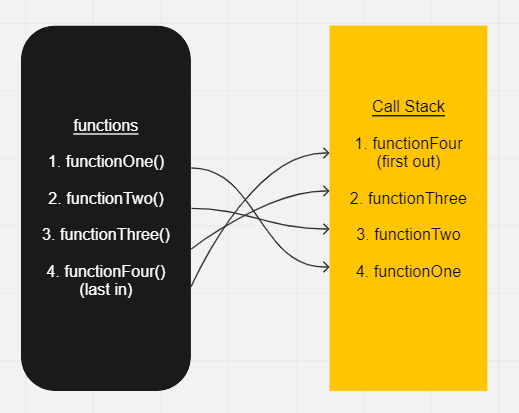 functions
1. functionOne()
2. functionTwo()
3. functionThree()
4. functionFour()
(last in)
Call Stack
1. functionFour
(first out)
2. functionThree
3. functionTwo
4. functionOne